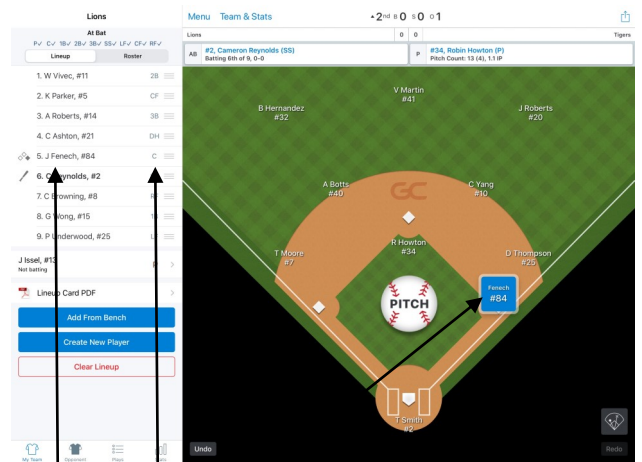 Lions
At Bat
P✓ C✓ 1B✓ 2B✓ 3B✓ SS✓ LF✓ CF✓ RF✓
Lineup Roster
1. W Vivec, #11 2B
2. K Parker, #5 CF
3. A Roberts, #14 3B
4. C Ashton, #21 DH
5. J Fenech, #84 C
6. C Reynolds, #2
7. C Browning, #8 RF
8. G Wong, #15 1B
9. P Underwood, #25 LF
J Issel, #13 P
Not batting
Lineup Card PDF
Add From Bench
Create New Player
Clear Lineup
My Team Opponent Plays Stats
Menu Team & Stats ▲2nd B 0 S 0 O 1
Lions 0 0 Tigers
AB #2, Cameron Reynolds (SS)
Batting 6th of 9, 0-0
P #34, Robin Howton (P)
Pitch Count: 13 (4), 1.1 IP
V Martin
#41
B Hernandez
#32
J Roberts
#20
A Botts
#40
GC
C Yang
#10
R Howton
#34
T Moore
#7
D Thompson
#25
PITCH
Fenech
#84
T Smith
#2
Undo
Redo